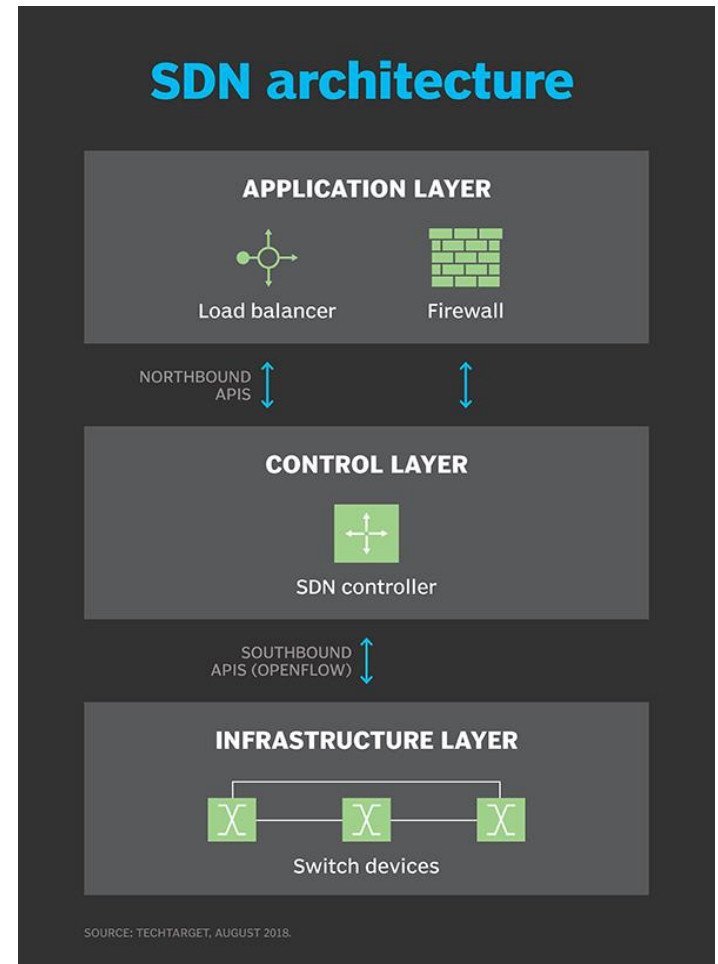 SDN architecture
APPLICATION LAYER
Load balancer
Firewall
NORTHBOUND
APIS
CONTROL LAYER
SDN controller
SOUTHBOUND
APIS (OPENFLOW)
INFRASTRUCTURE LAYER
Switch devices
SOURCE: TECHTARGET, AUGUST 2018.